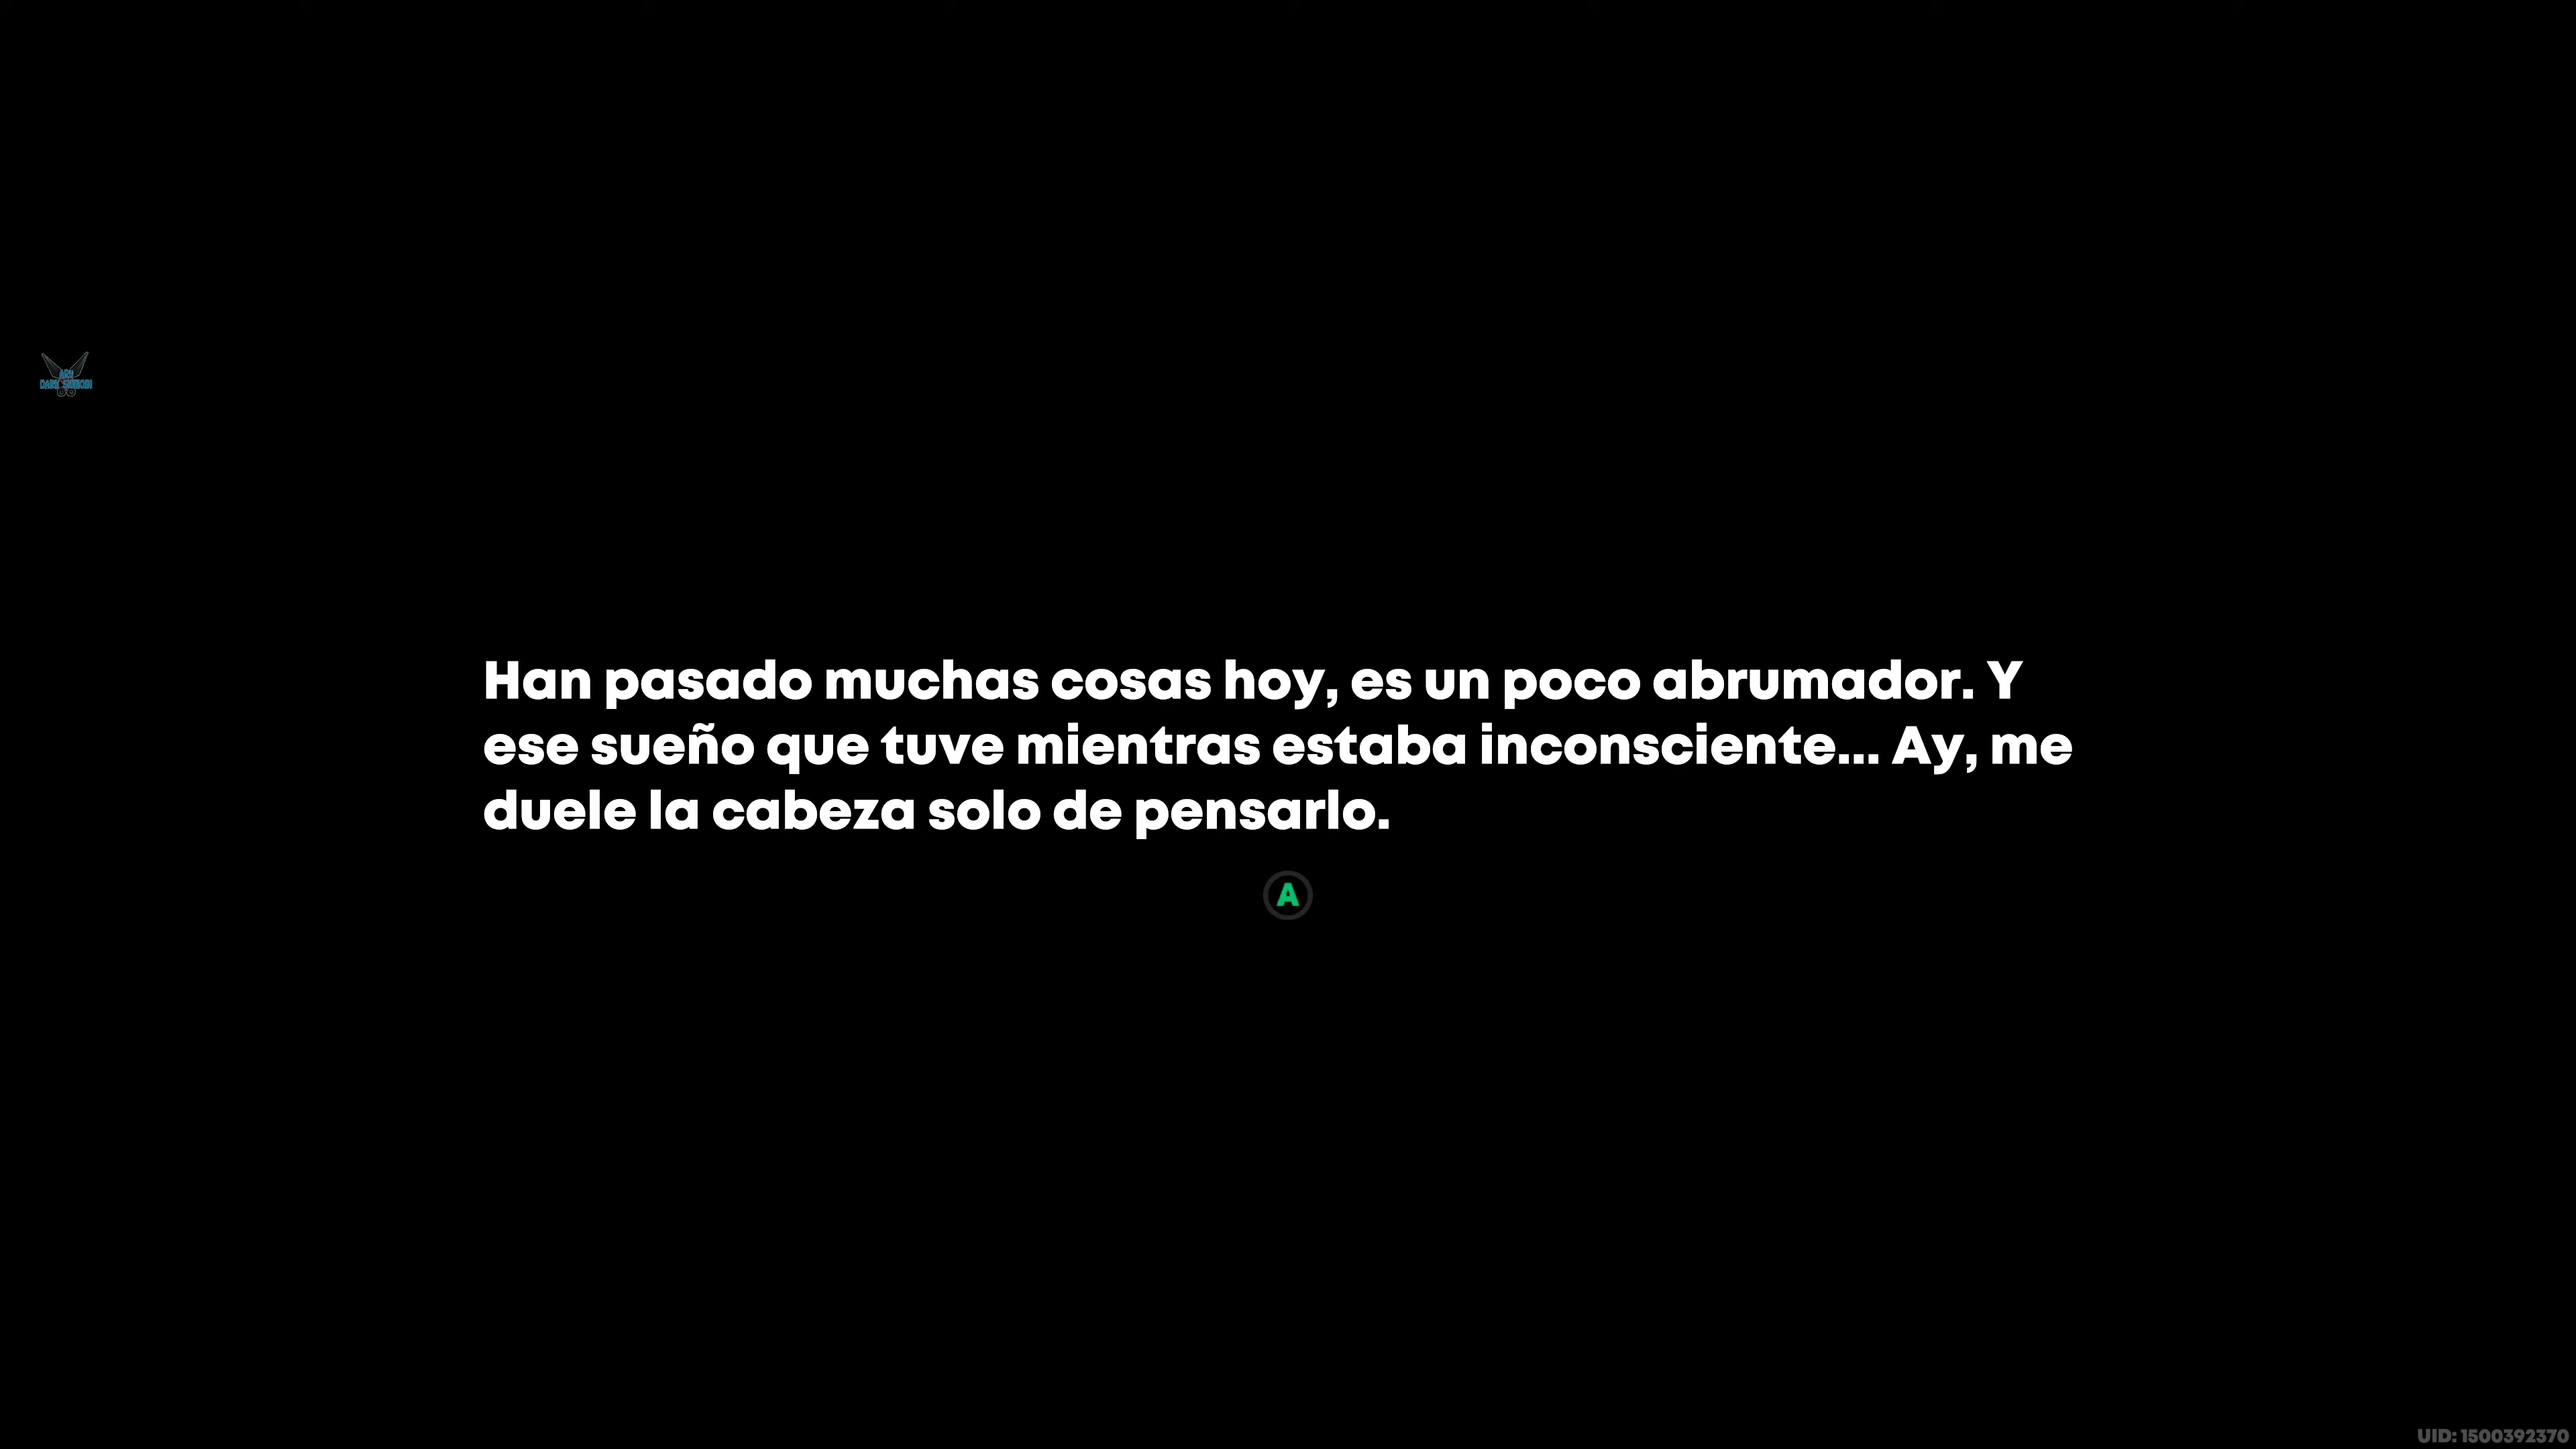 ARU
Han pasado muchas cosas hoy, es un poco abrumador. Y
ese sueño que tuve mientras estaba inconsciente... Ay, me
duele la cabeza solo de pensarlo.
A
UID: 1500392370